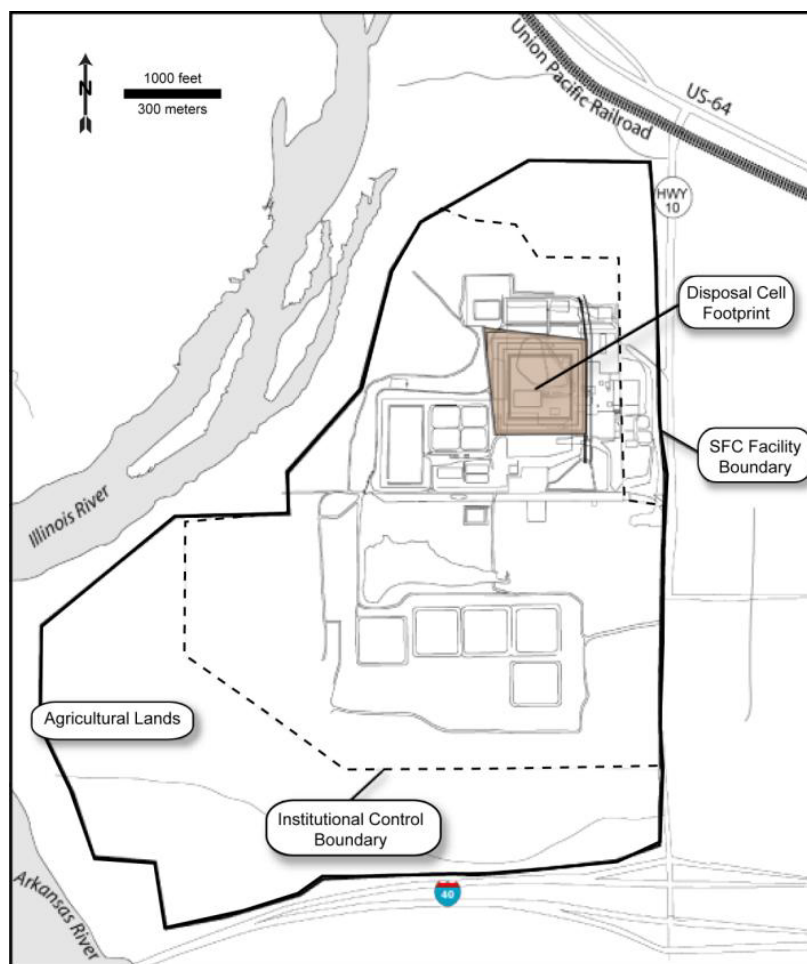 1000 feet
N
300 meters
Union Pacific Railroad
US-64
HWY
10
Disposal Cell
Footprint
SFC Facility
Boundary
Illinois River
Agricultural Lands
Institutional Control
Boundary
40
Arkansas River